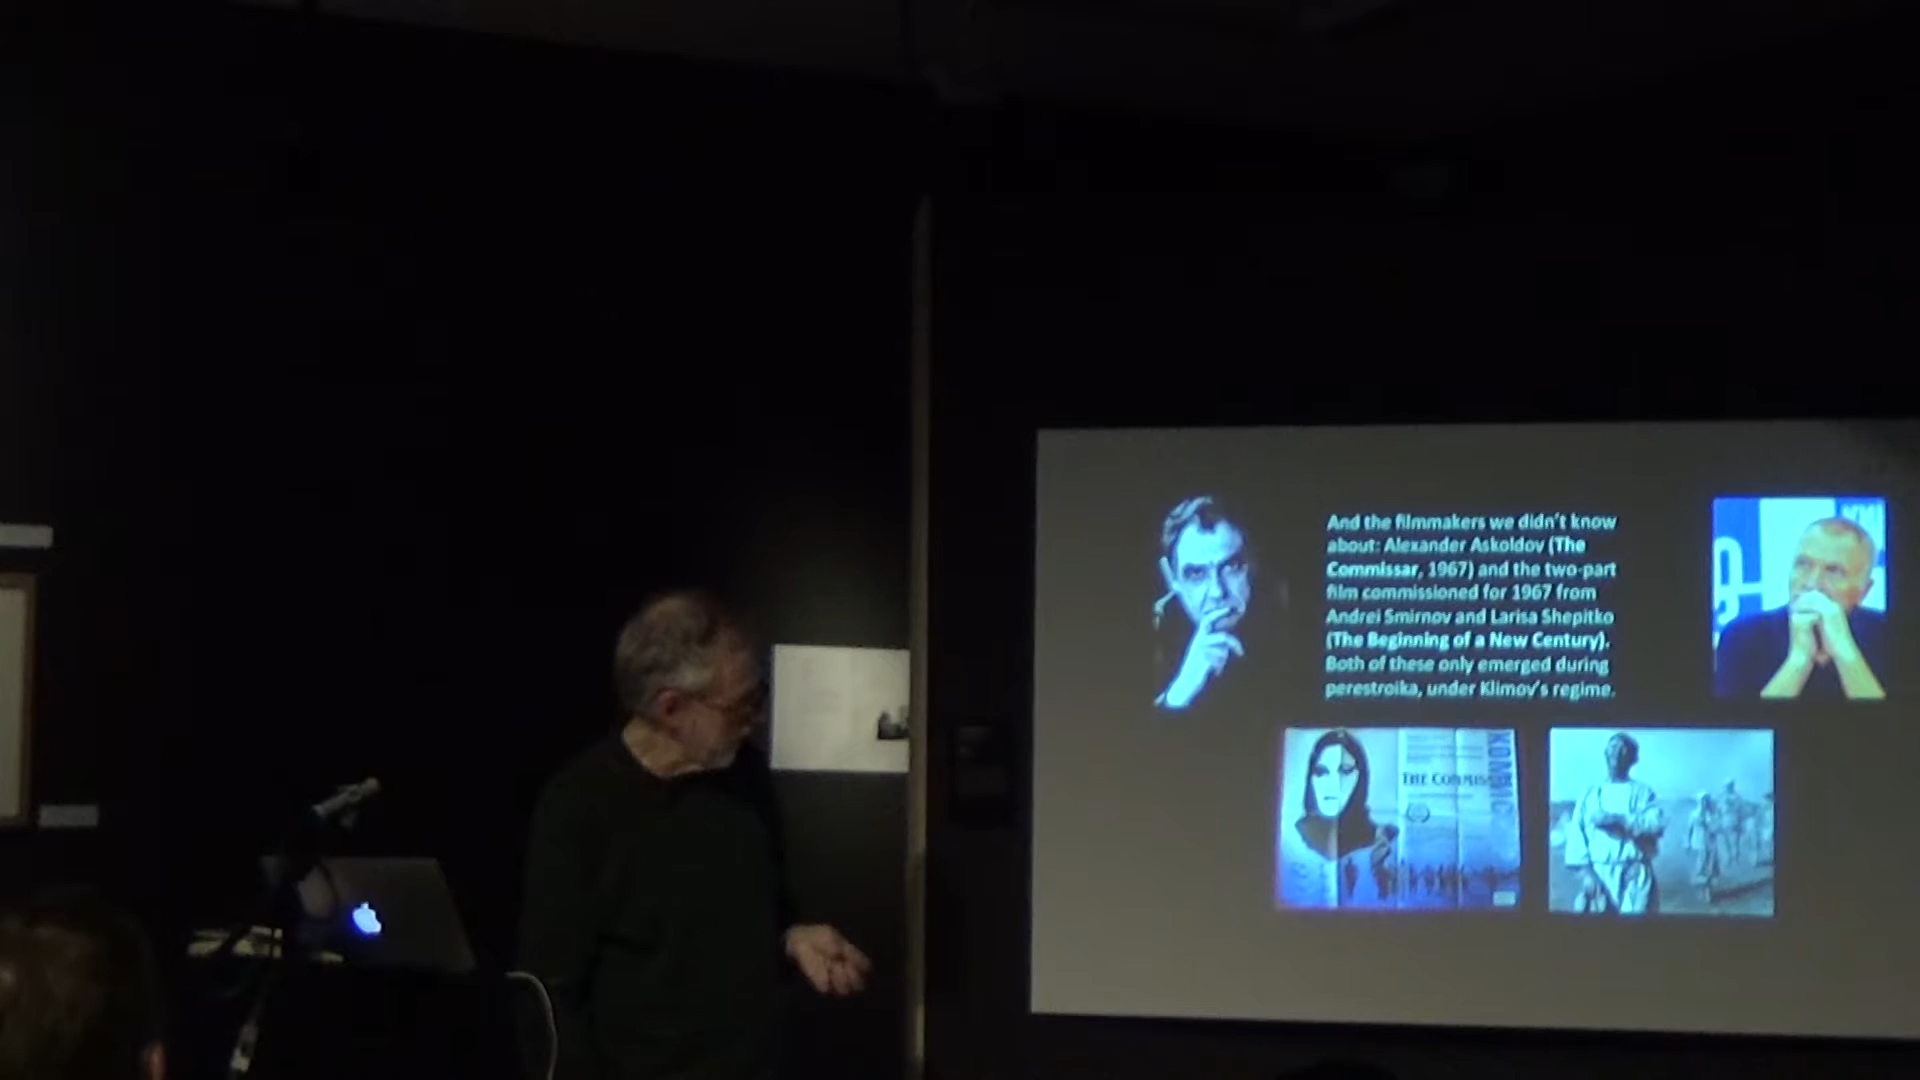 And the filmmakers we didn't know
about: Alexander Askoldov (The
Commissar, 1967) and the two-part
film commissioned for 1967 from
Andrei Smirnov and Larisa Shepitko
(The Beginning of a New Century).
Both of these only emerged during
perestroika, under Klimov's regime.
THE COMMISS